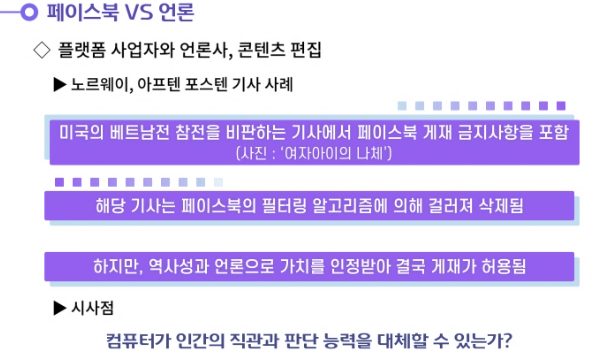 페이스북 VS 언론
◇ 플랫폼 사업자와 언론사, 콘텐츠 편집
▶ 노르웨이, 아프텐 포스텐 기사 사례
미국의 베트남전 참전을 비판하는 기사에서 페이스북 게재 금지사항을 포함
(사진 : ‘여자아이의 나체’)
해당 기사는 페이스북의 필터링 알고리즘에 의해 걸러져 삭제됨
하지만, 역사성과 언론으로 가치를 인정받아 결국 게재가 허용됨
▶ 시사점
컴퓨터가 인간의 직관과 판단 능력을 대체할 수 있는가?